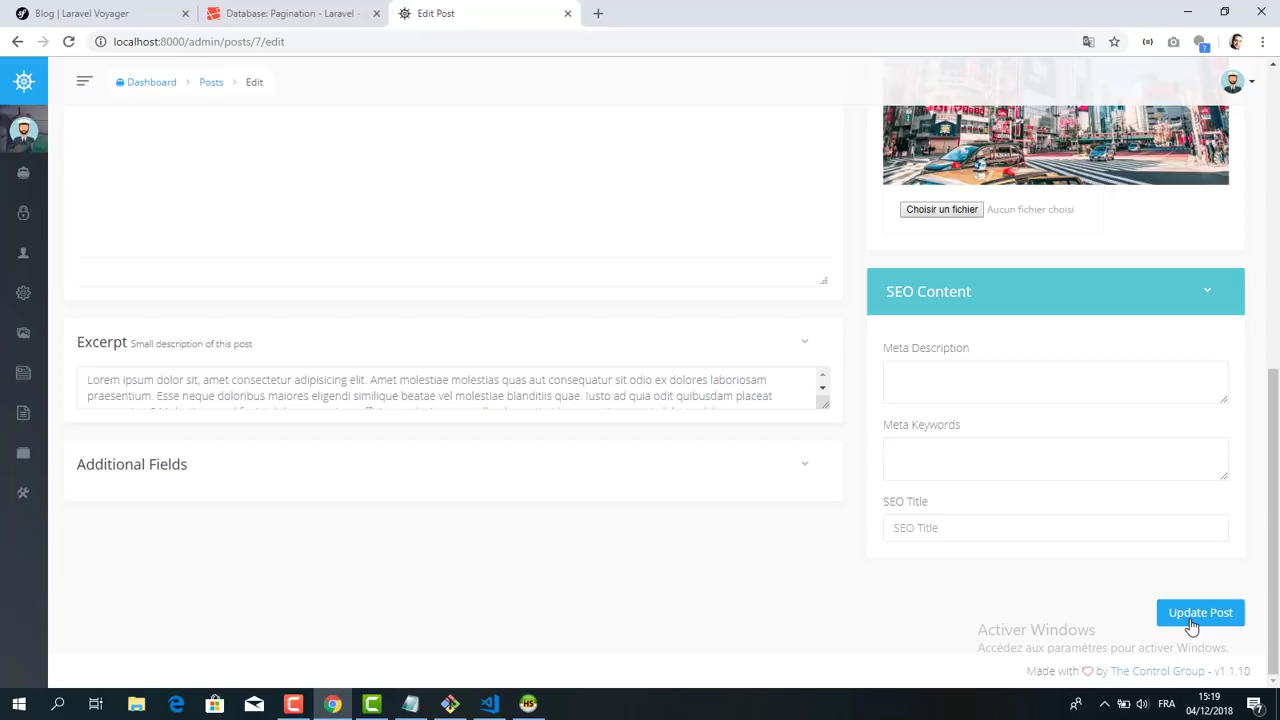 Blog | Laravel Voyager
Database: Pagination - Laravel -
Edit Post
localhost:8000/admin/posts/7/edit
Dashboard
Posts
Edit
Choisir un fichier Aucun fichier choisi
SEO Content
Meta Description
Excerpt Small description of this post
Lorem ipsum dolor sit, amet consectetur adipisicing elit. Amet molestiae molestias quas aut consequatur sit odio ex dolores laboriosam
praesentium. Esse neque doloribus maiores eligendi similique beatae vel molestiae blanditiis quae. Iusto ad quia odit quibusdam placeat
Meta Keywords
Additional Fields
SEO Title
SEO Title
Update Post
Activer Windows
Accédez aux paramètres pour activer Windows.
Made with by The Control Group - v1.1.10
FRA
15:19
04/12/2018